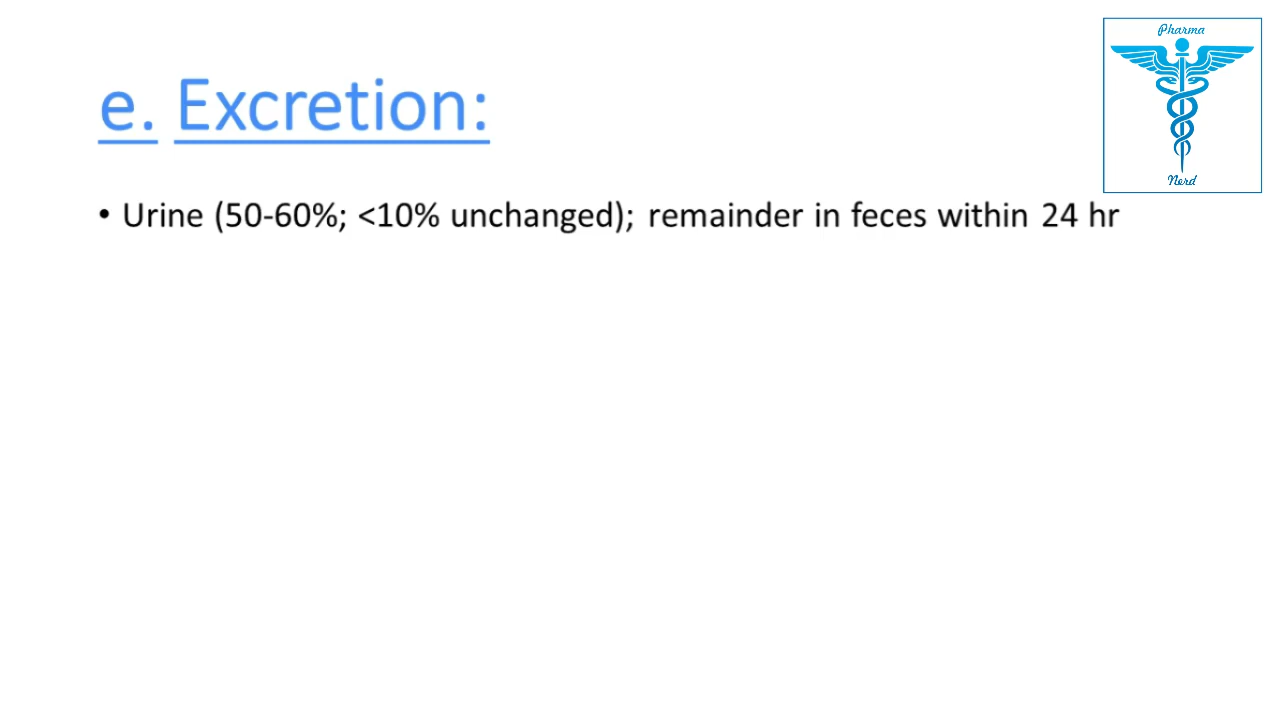 Pharma
e. Excretion:
Nerd
• Urine (50-60%; <10% unchanged); remainder in feces within 24 hr